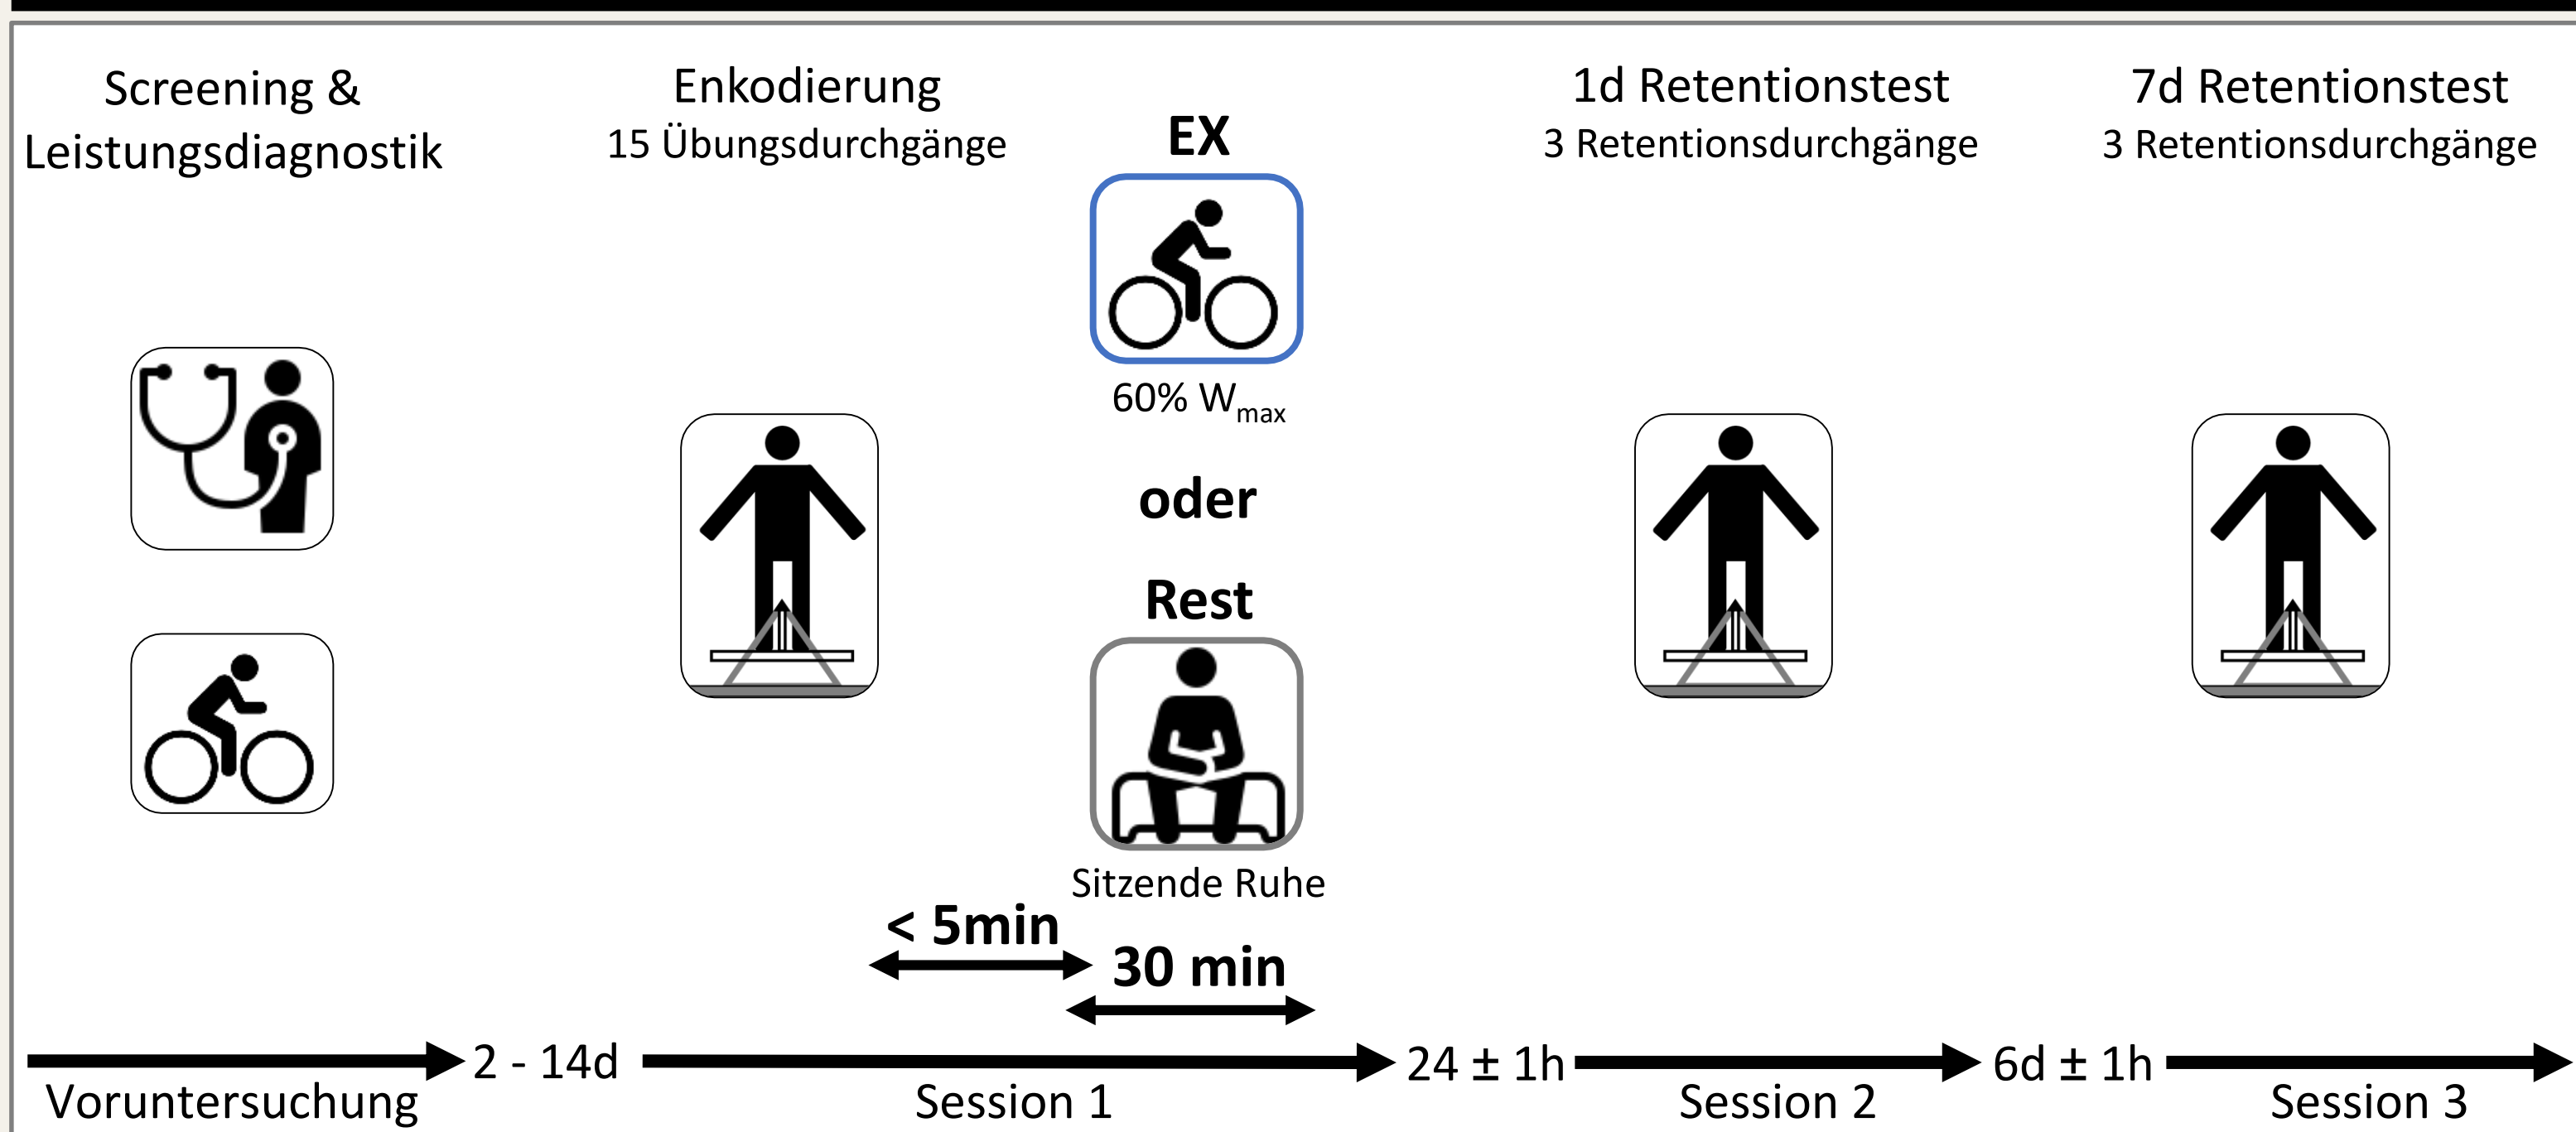 Screening &
Leistungsdiagnostik
Enkodierung
15 Übungsdurchgänge
EX
60% Wmax
oder
Rest
Sitzende Ruhe
1d Retentionstest
3 Retentionsdurchgänge
7d Retentionstest
3 Retentionsdurchgänge
< 5min
30 min
2 - 14d
24 ± 1h
6d ± 1h
Voruntersuchung
Session 1
Session 2
Session 3